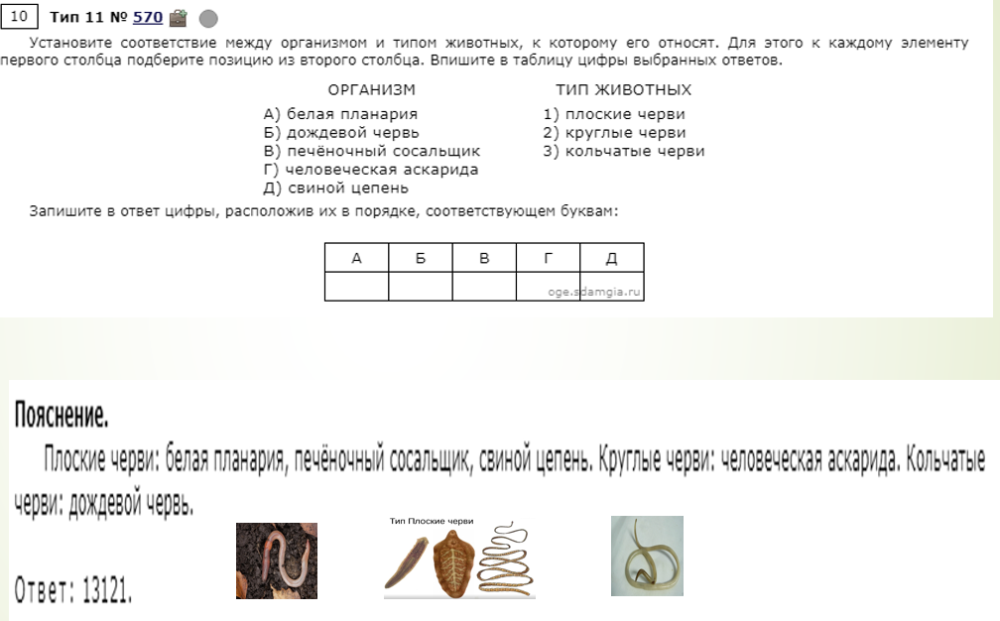 10 Тип 11 № 570
Установите соответствие между организмом и типом животных, к которому его относят. Для этого к каждому элементу
первого столбца подберите позицию из второго столбца. Впишите в таблицу цифры выбранных ответов.
ОРГАНИЗМ ТИП ЖИВОТНЫХ
А) белая планария 1) плоские черви
Б) дождевой червь 2) круглые черви
В) печёночный сосальщик 3) кольчатые черви
Г) человеческая аскарида
Д) свиной цепень
Запишите в ответ цифры, расположив их в порядке, соответствующем буквам:
А Б В Г Д
oge.sdamgia.ru
Пояснение.
Плоские черви: белая планария, печёночный сосальщик, свиной цепень. Круглые черви: человеческая аскарида. Кольчатые
черви: дождевой червь.
Тип Плоские черви
Ответ: 13121.